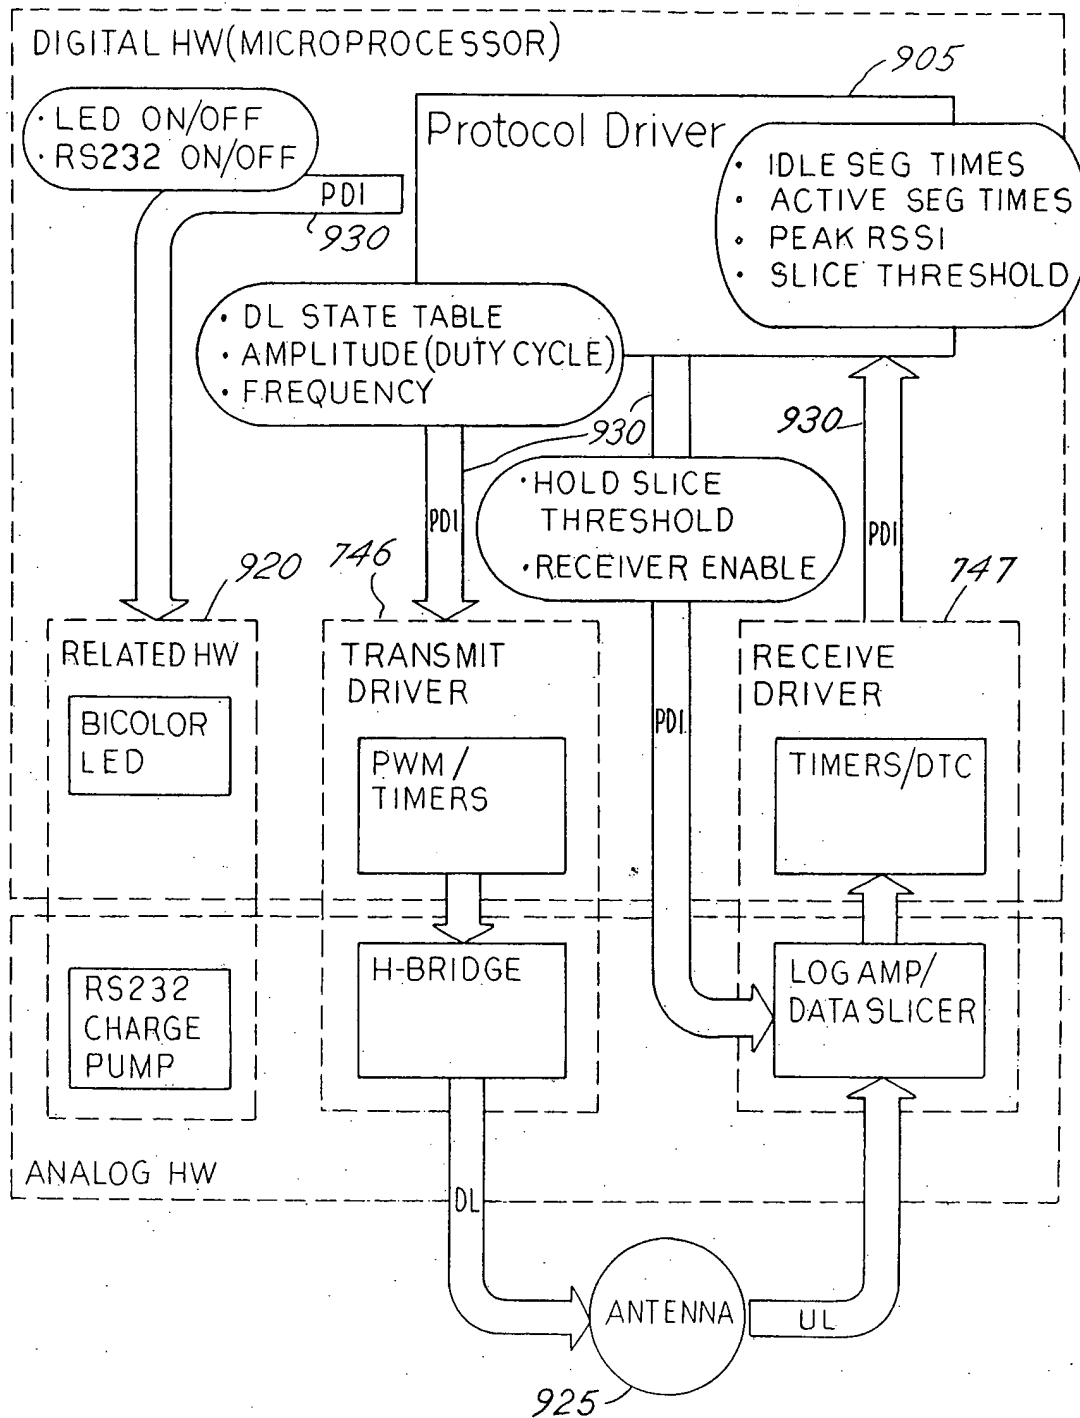 DIGITAL HW(MICROPROCESSOR)
905
· LED ON/OFF
· RS232 ON/OFF
Protocol Driver
PDI
930
· IDLE SEG TIMES
· ACTIVE SEG TIMES
· PEAK RSSI
· SLICE THRESHOLD
· DL STATE TABLE
· AMPLITUDE(DUTY CYCLE)
· FREQUENCY
930
930
PDI
· HOLD SLICE
THRESHOLD
· RECEIVER ENABLE
PDI
920
746
747
RELATED HW
TRANSMIT
DRIVER
RECEIVE
DRIVER
BICOLOR
LED
PWM/
TIMERS
PDI
TIMERS/DTC
RS232
CHARGE
PUMP
H-BRIDGE
LOG AMP/
DATA SLICER
ANALOG HW
DL
ANTENNA
UL
925